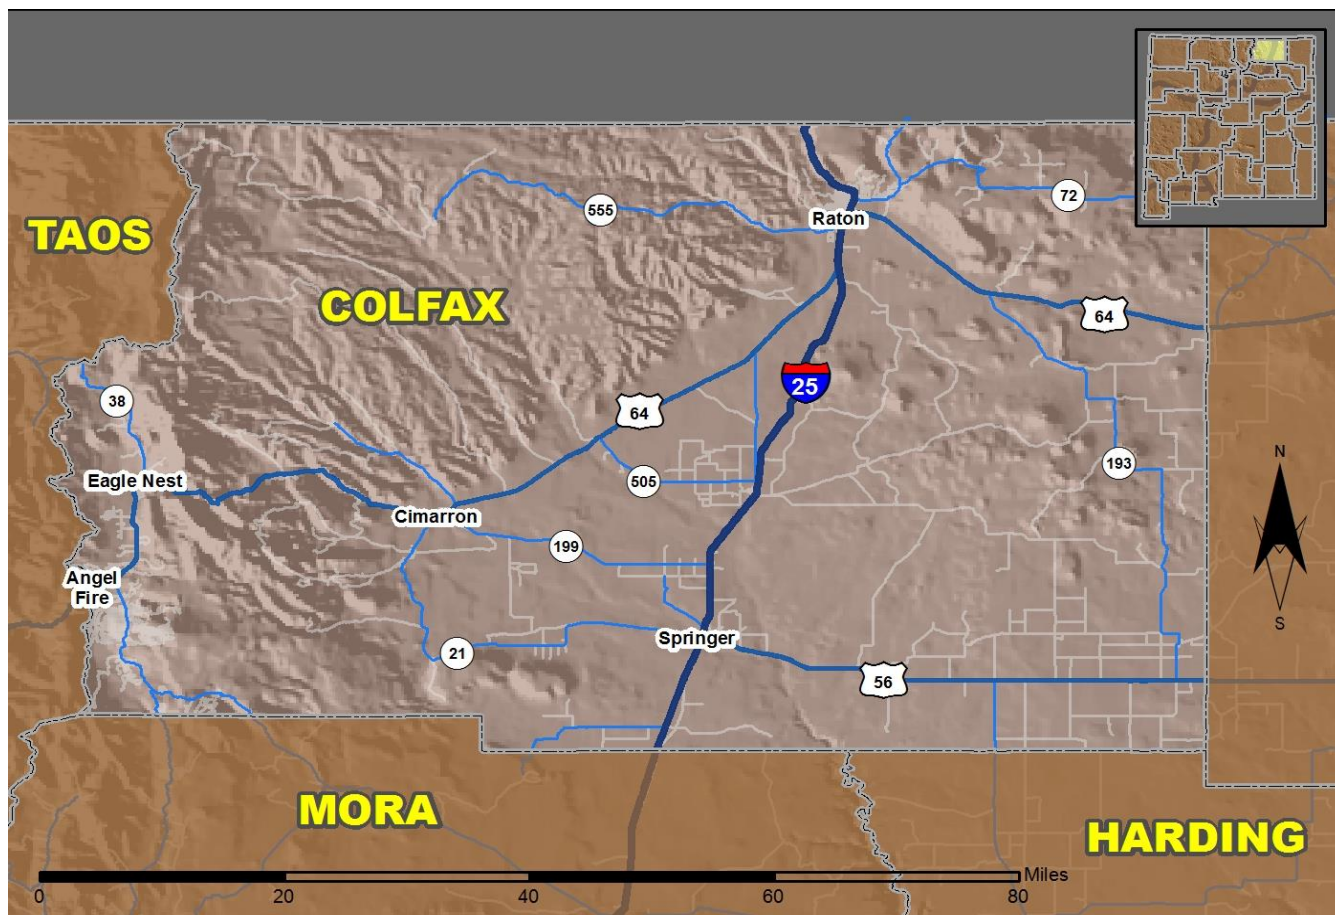 72
555
Raton
TAOS
COLFAX
64
25
38
64
193
N
Eagle Nest
505
Cimarron
199
Angel
Fire
S
Springer
21
56
MORA
HARDING
Miles
0
20
40
60
80